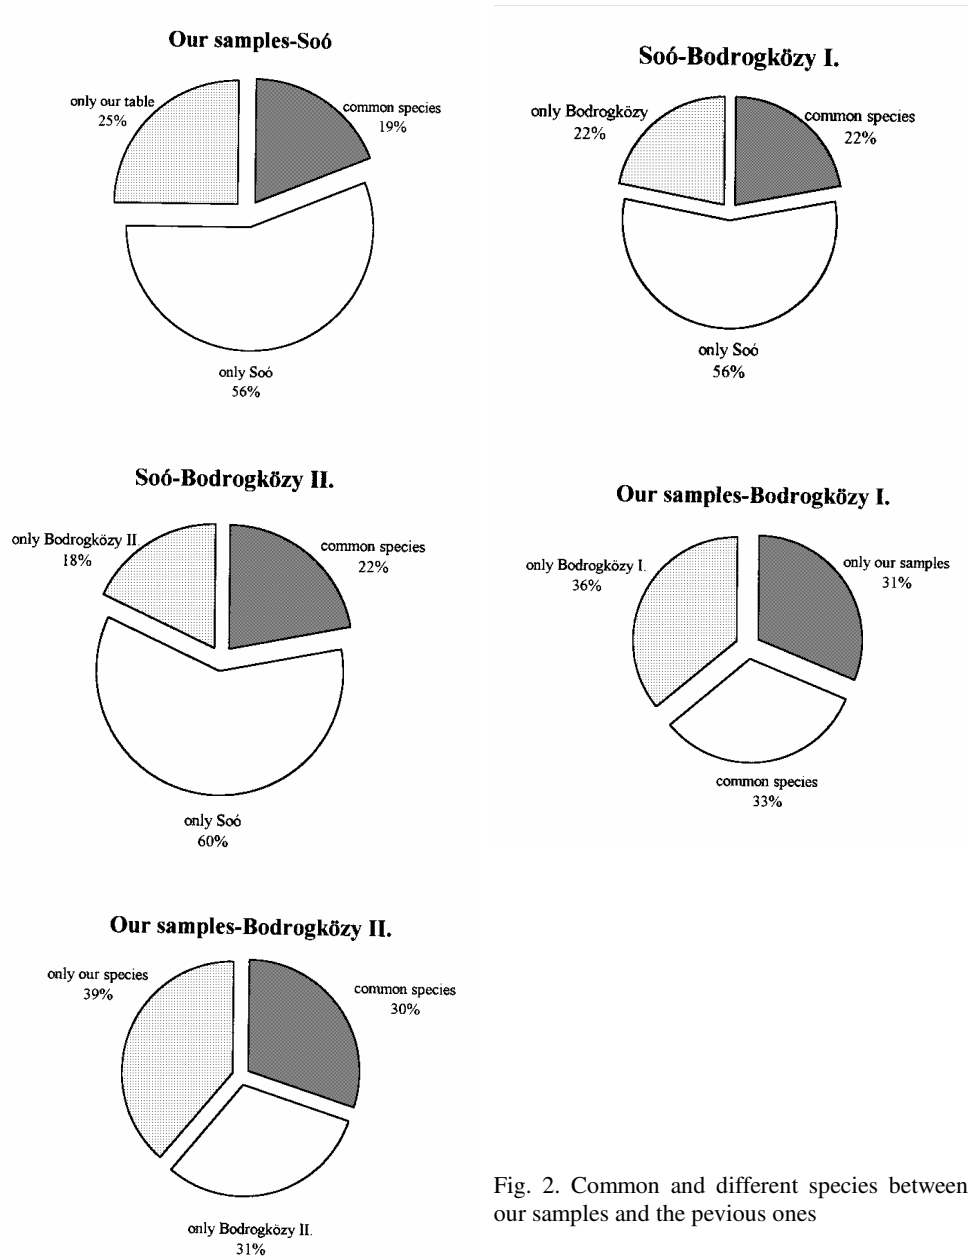 Our samples-Soó
only our table
25%
common species
19%
only Soó
56%
Soó-Bodrogközy I.
only Bodrogközy
22%
common species
22%
only Soó
56%
Soó-Bodrogközy II.
only Bodrogközy II.
18%
common species
22%
only Soó
60%
Our samples-Bodrogközy I.
only Bodrogközy I.
36%
only our samples
31%
common species
33%
Our samples-Bodrogközy II.
only our species
39%
common species
30%
only Bodrogközy II.
31%
Fig. 2. Common and different species between
our samples and the pevious ones